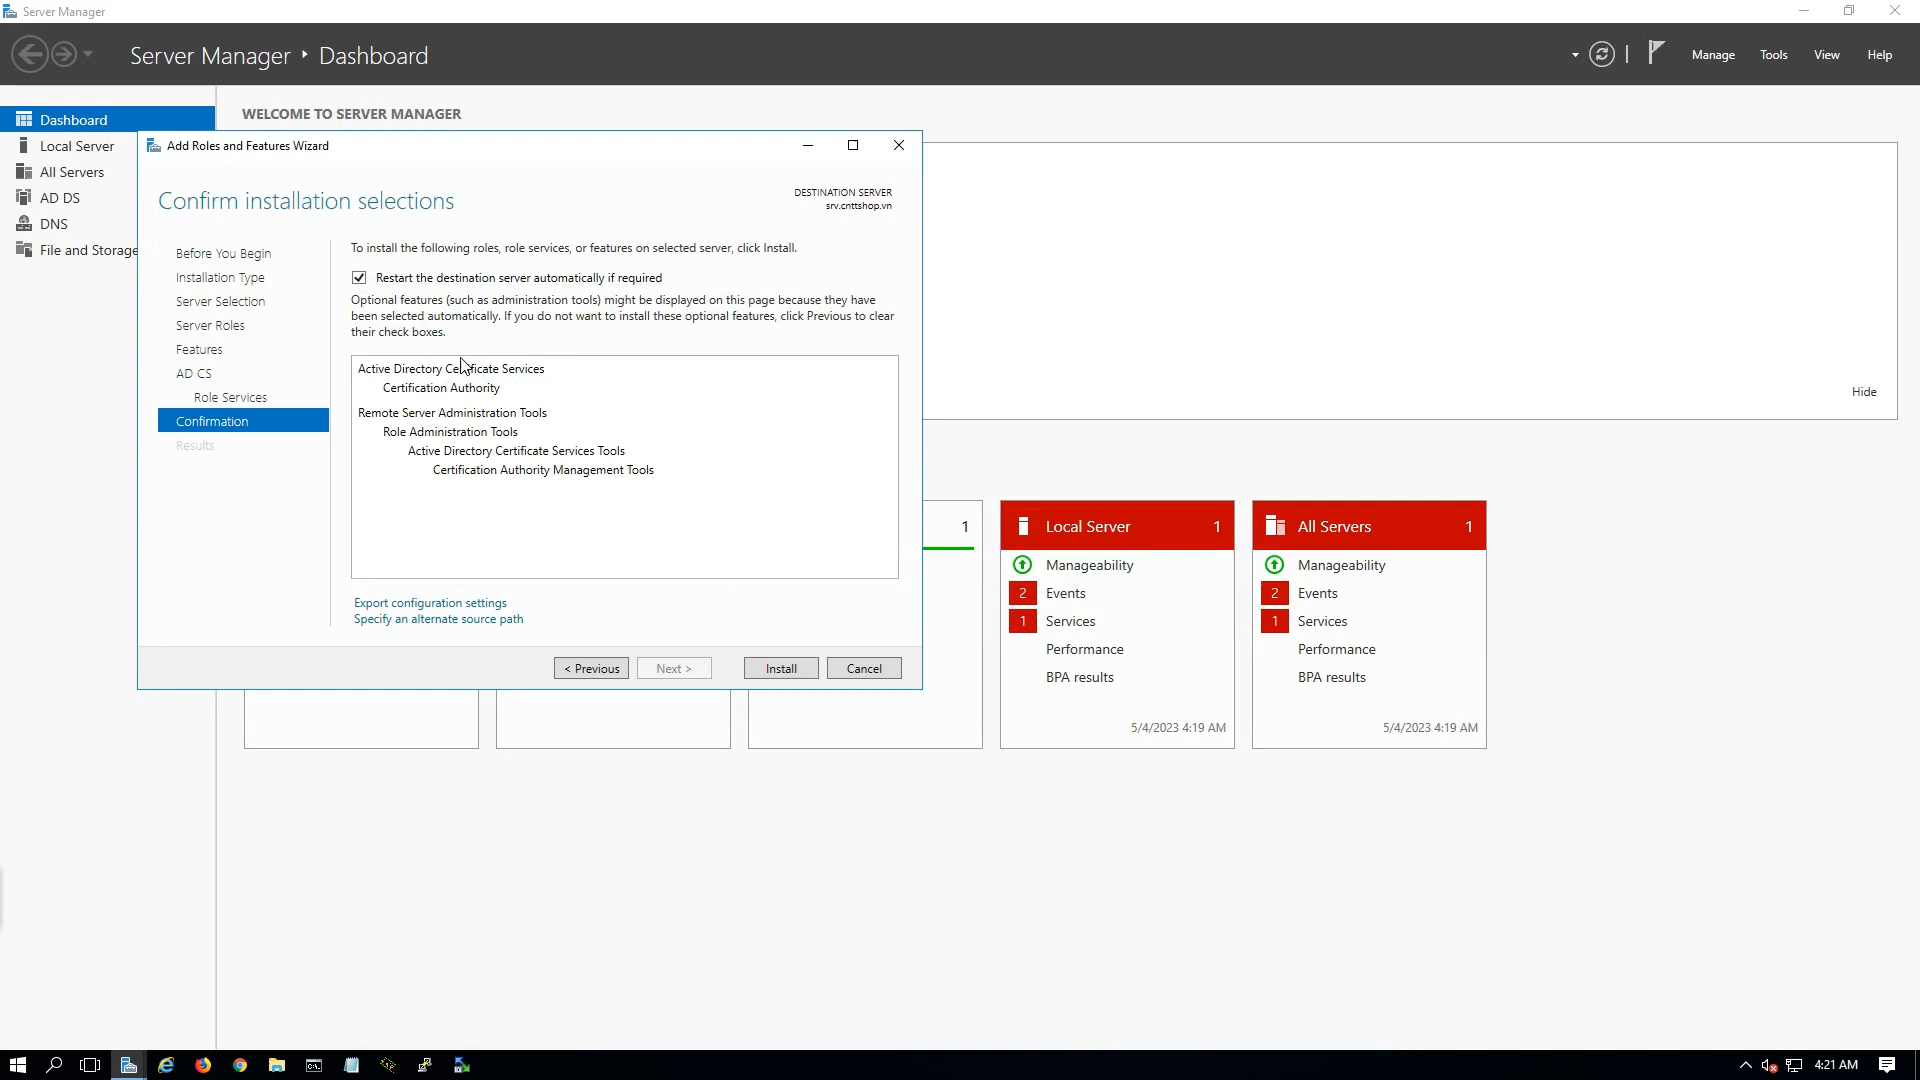 Server Manager
Server Manager
Dashboard
Manage
Tools
View
Help
Dashboard
Local Server
All Servers
AD DS
DNS
File and Storage
WELCOME TO SERVER MANAGER
Add Roles and Features Wizard
Confirm installation selections
DESTINATION SERVER
srv.cnttshop.vn
Before You Begin
Installation Type
Server Selection
Server Roles
Features
AD CS
Role Services
Confirmation
Results
To install the following roles, role services, or features on selected server, click Install.
Restart the destination server automatically if required
Optional features (such as administration tools) might be displayed on this page because they have
been selected automatically. If you do not want to install these optional features, click Previous to clear
their check boxes.
Active Directory Certificate Services
Certification Authority
Remote Server Administration Tools
Role Administration Tools
Active Directory Certificate Services Tools
Certification Authority Management Tools
Export configuration settings
Specify an alternate source path
< Previous
Next >
Install
Cancel
Hide
1
Local Server 1
Manageability
2 Events
1 Services
Performance
BPA results
5/4/2023 4:19 AM
All Servers 1
Manageability
2 Events
1 Services
Performance
BPA results
5/4/2023 4:19 AM
4:21 AM